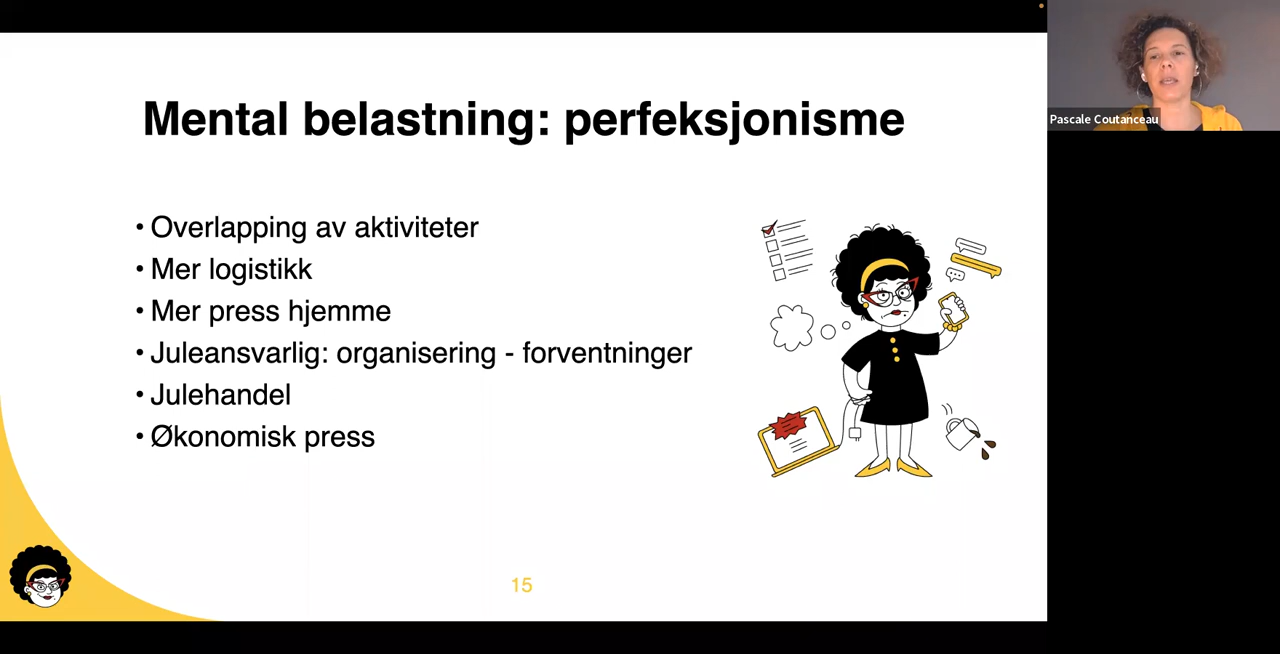 Mental belastning: perfeksjonisme
• Overlapping av aktiviteter
• Mer logistikk
• Mer press hjemme
• Juleansvarlig: organisering - forventninger
• Julehandel
• Økonomisk press
15
Pascale Coutanceau